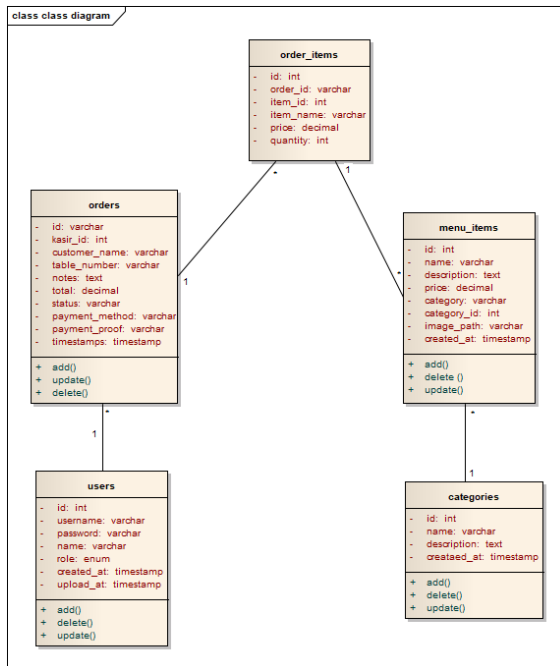 class class diagram
order_items
- id: int
- order_id: varchar
- item_id: int
- item_name: varchar
- price: decimal
- quantity: int
* 1
orders
- id: varchar
- kasir_id: int
- customer_name: varchar
- table_number: varchar
- notes: text
- total: decimal
- status: varchar
- payment_method: varchar
- payment_proof: varchar
- timestamps: timestamp
+ add()
+ update()
+ delete()
1
*
menu_items
- id: int
- name: varchar
- description: text
- price: decimal
- category: varchar
- category_id: int
- image_path: varchar
- created_at: timestamp
+ add()
+ delete ()
+ update()
*
*
1
users
- id: int
- username: varchar
- password: varchar
- name: varchar
- role: enum
- created_at: timestamp
- upload_at: timestamp
+ add()
+ delete()
+ update()
1
categories
- id: int
- name: varchar
- description: text
- creataed_at: timestamp
+ add()
+ delete()
+ update()